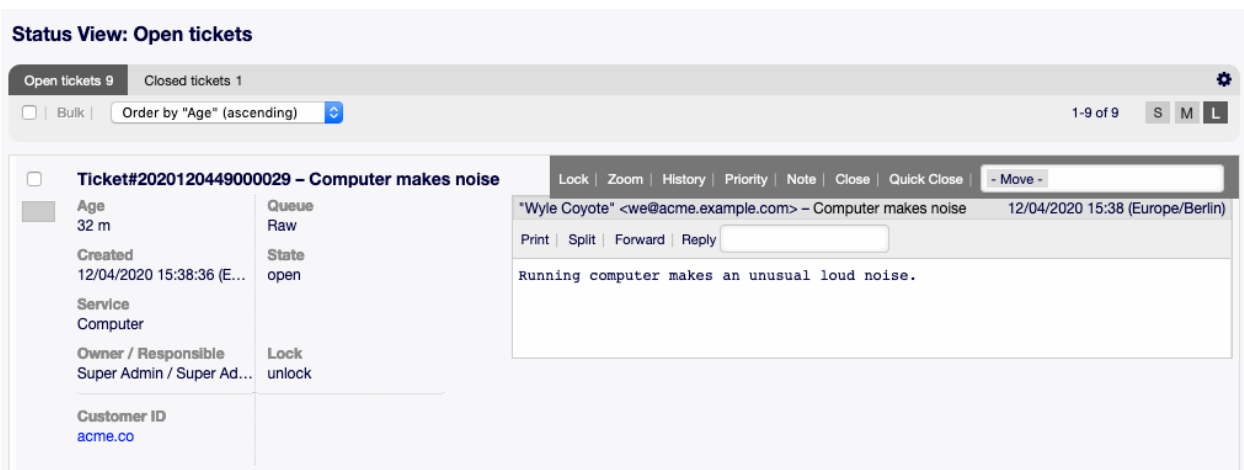 Status View: Open tickets
Open tickets 9 Closed tickets 1
Bulk | Order by "Age" (ascending) 1-9 of 9 S M L
Ticket#2020120449000029 – Computer makes noise
Lock | Zoom | History | Priority | Note | Close | Quick Close | - Move -
Age
32 m
Queue
Raw
Created
12/04/2020 15:38:36 (E...
State
open
Service
Computer
Owner / Responsible
Super Admin / Super Ad...
Lock
unlock
Customer ID
acme.co
"Wyle Coyote" <we@acme.example.com> – Computer makes noise 12/04/2020 15:38 (Europe/Berlin)
Print | Split | Forward | Reply
Running computer makes an unusual loud noise.